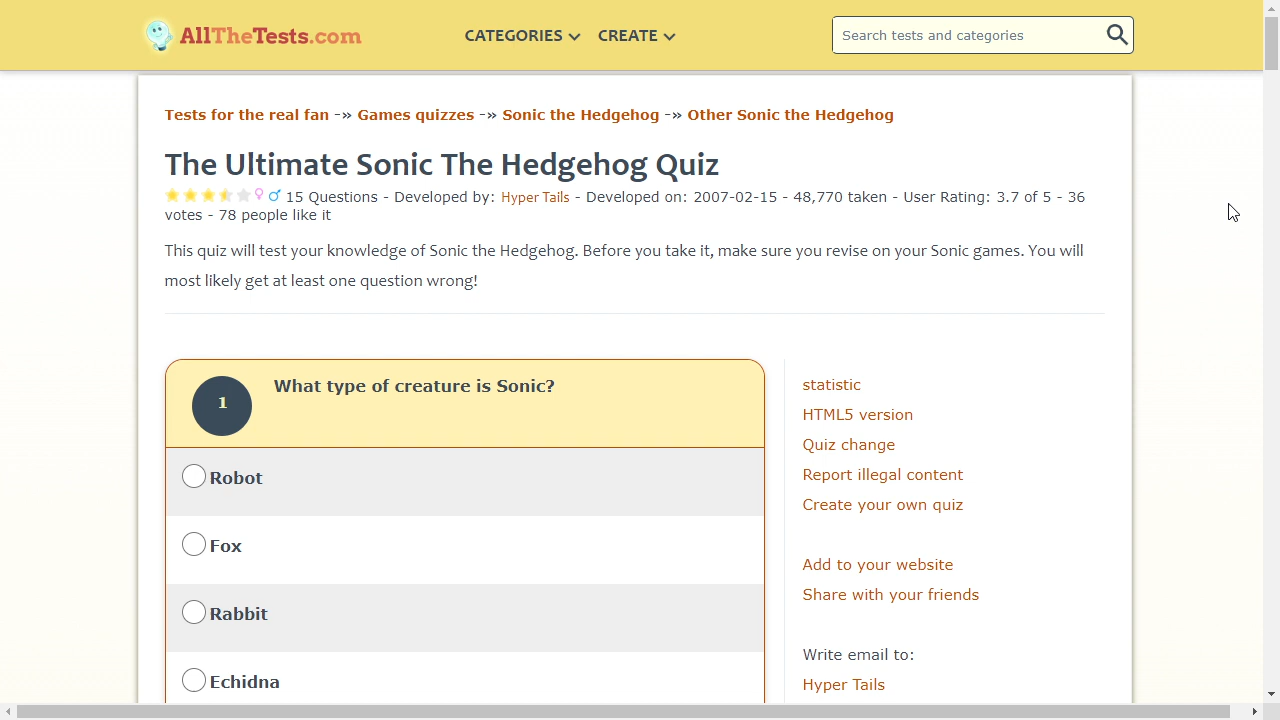 AllTheTests.com
CATEGORIES
CREATE
Search tests and categories
Tests for the real fan -» Games quizzes -» Sonic the Hedgehog -» Other Sonic the Hedgehog
The Ultimate Sonic The Hedgehog Quiz
15 Questions - Developed by: Hyper Tails - Developed on: 2007-02-15 - 48,770 taken - User Rating: 3.7 of 5 - 36
votes - 78 people like it
This quiz will test your knowledge of Sonic the Hedgehog. Before you take it, make sure you revise on your Sonic games. You will
most likely get at least one question wrong!
1
What type of creature is Sonic?
Robot
Fox
Rabbit
Echidna
statistic
HTML5 version
Quiz change
Report illegal content
Create your own quiz
Add to your website
Share with your friends
Write email to:
Hyper Tails